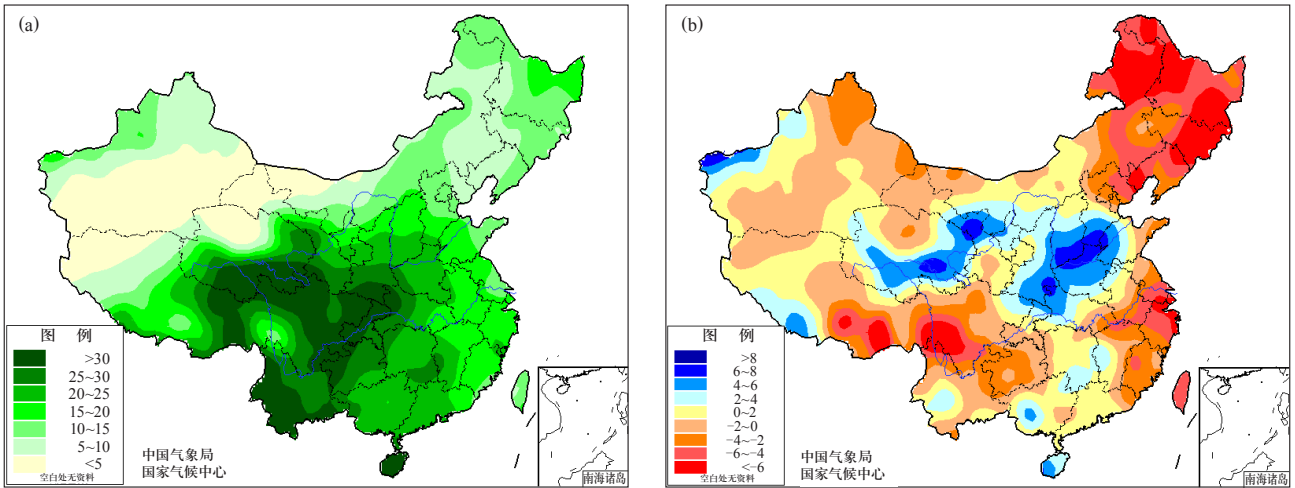 (a)
图 例
>30
25~30
20~25
15~20
10~15
5~10
<5
空白处无资料
中国气象局
国家气候中心
南海诸岛
(b)
图 例
>8
6~8
4~6
2~4
0~2
−2~0
−4~−2
−6~−4
<−6
空白处无资料
中国气象局
国家气候中心
南海诸岛